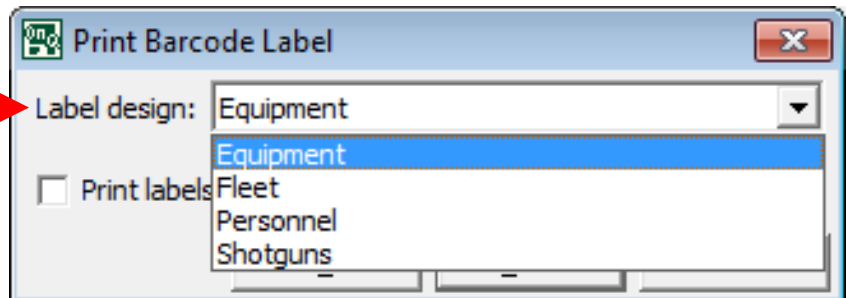 Print Barcode Label
Label design: Equipment
Equipment
Print labels Fleet
Personnel
Shotguns